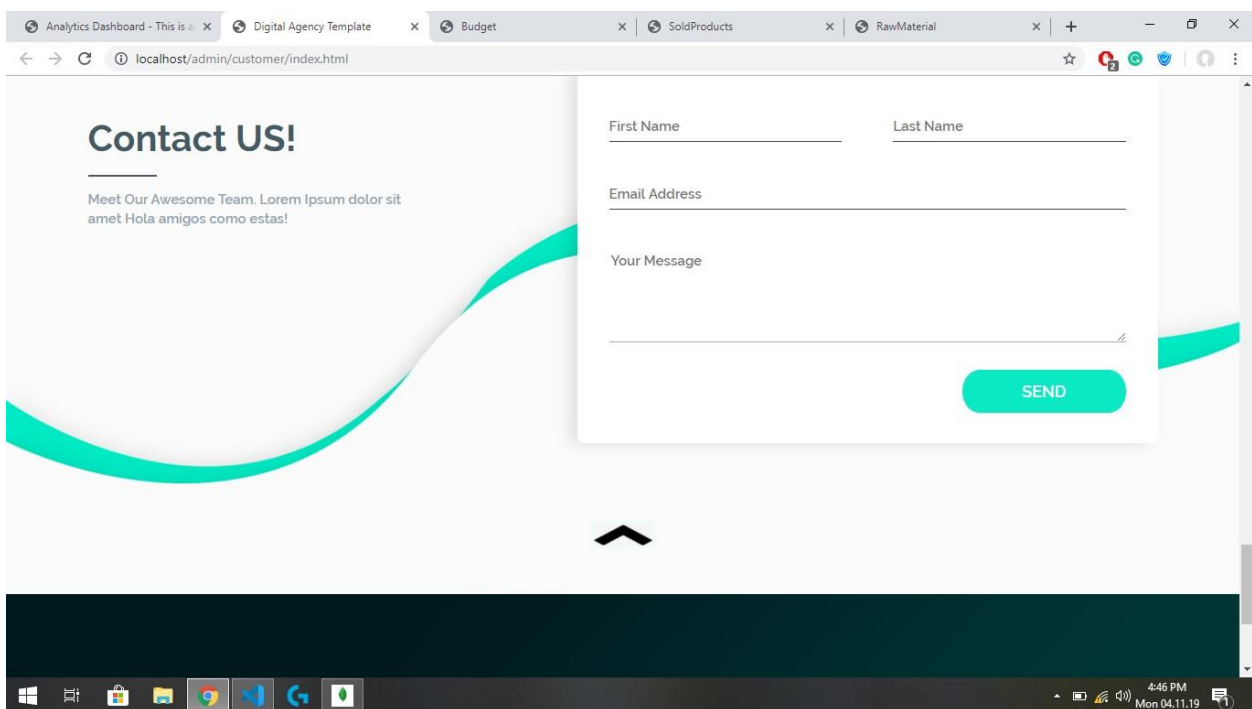 Analytics Dashboard - This is a
Digital Agency Template
Budget
SoldProducts
RawMaterial
localhost/admin/customer/index.html
2
Contact US!
Meet Our Awesome Team. Lorem Ipsum dolor sit
amet Hola amigos como estas!
First Name
Last Name
Email Address
Your Message
SEND
4:46 PM
Mon 04.11.19
1